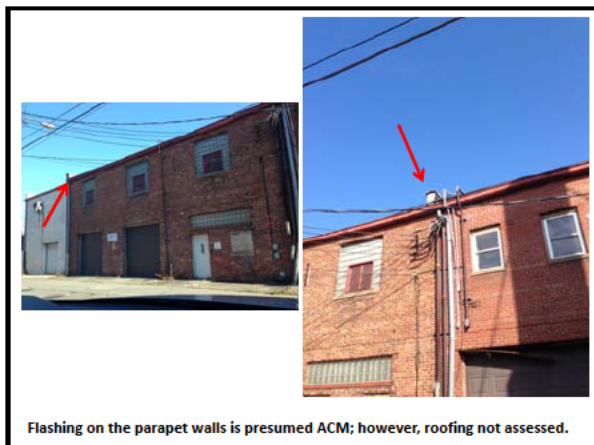 Flashing on the parapet walls is presumed ACM; however, roofing not assessed.